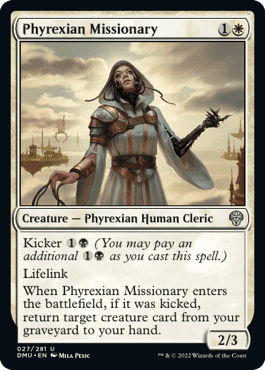 Phyrexian Missionary 1
Creature — Phyrexian Human Cleric
Kicker 1 (You may pay an
additional 1 as you cast this spell.)
Lifelink
When Phyrexian Missionary enters
the battlefield, if it was kicked,
return target creature card from your
graveyard to your hand.
2/3
027/281 U
DMU • EN Mila Pesic
™ & © 2022 Wizards of the Coast